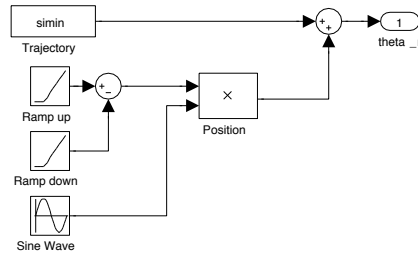 simin
Trajectory
1
theta _
Ramp up
×
Position
Ramp down
Sine Wave